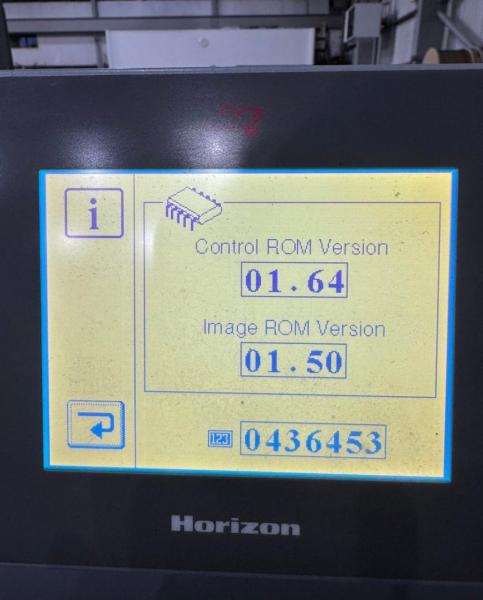 i
Control ROM Version
01.64
Image ROM Version
01.50
123 0436453
Horizon